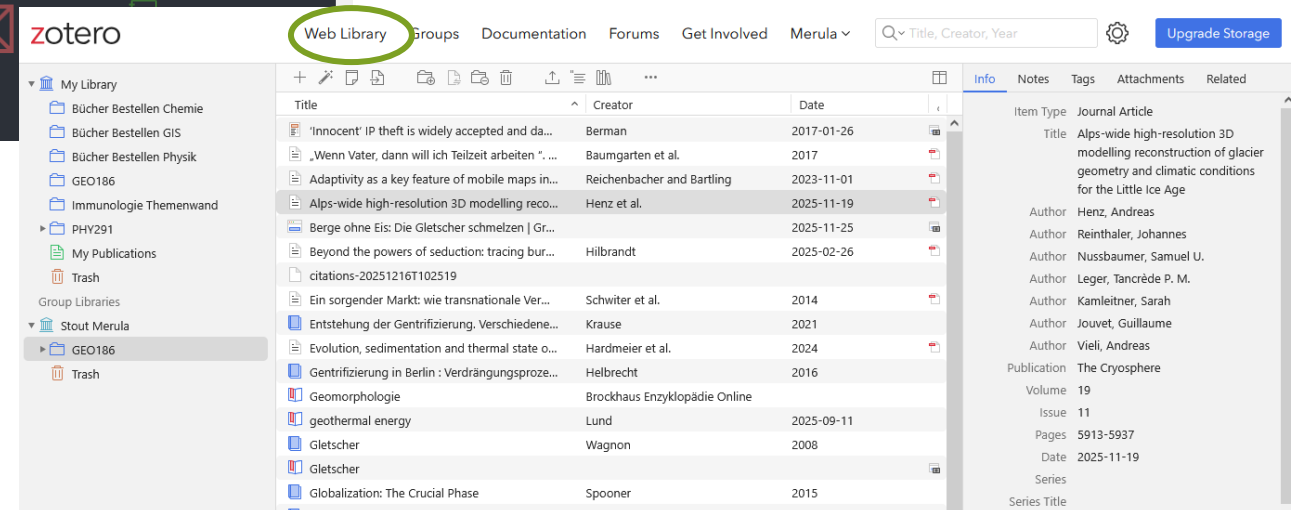 zotero
Web Library Groups Documentation Forums Get Involved Merula Title, Creator, Year Upgrade Storage
My Library
Bücher Bestellen Chemie
Bücher Bestellen GIS
Bücher Bestellen Physik
GEO186
Immunologie Themenwand
PHY291
My Publications
Trash
Group Libraries
Stout Merula
GEO186
Trash
Title Creator Date
'Innocent' IP theft is widely accepted and da... Berman 2017-01-26
„Wenn Vater, dann will ich Teilzeit arbeiten “. ... Baumgarten et al. 2017
Adaptivity as a key feature of mobile maps in... Reichenbacher and Bartling 2023-11-01
Alps-wide high-resolution 3D modelling reco... Henz et al. 2025-11-19
Berge ohne Eis: Die Gletscher schmelzen | Gr... 2025-11-25
Beyond the powers of seduction: tracing bur... Hilbrandt 2025-02-26
citations-20251216T102519
Ein sorgender Markt: wie transnationale Ver... Schwiter et al. 2014
Entstehung der Gentrifizierung. Verschiedene... Krause 2021
Evolution, sedimentation and thermal state o... Hardmeier et al. 2024
Gentrifizierung in Berlin : Verdrängungsproze... Helbrecht 2016
Geomorphologie Brockhaus Enzyklopädie Online
geothermal energy Lund 2025-09-11
Gletscher Wagnon 2008
Gletscher
Globalization: The Crucial Phase Spooner 2015
Info Notes Tags Attachments Related
Item Type Journal Article
Title Alps-wide high-resolution 3D
modelling reconstruction of glacier
geometry and climatic conditions
for the Little Ice Age
Author Henz, Andreas
Author Reinthaler, Johannes
Author Nussbaumer, Samuel U.
Author Leger, Tancrède P. M.
Author Kamleitner, Sarah
Author Jouvet, Guillaume
Author Vieli, Andreas
Publication The Cryosphere
Volume 19
Issue 11
Pages 5913-5937
Date 2025-11-19
Series
Series Title